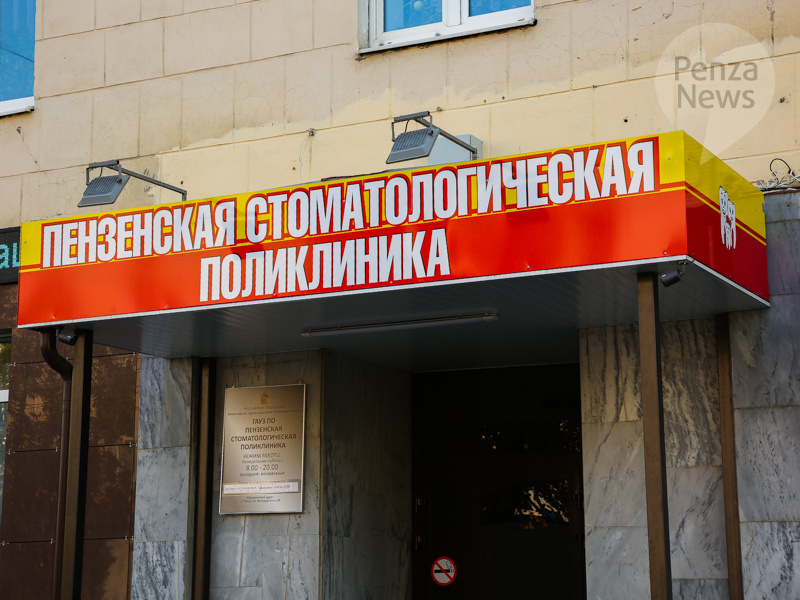 Penza
News
ПЕНЗЕНСКАЯ СТОМАТОЛОГИЧЕСКАЯ
ПОЛИКЛИНИКА
ГАУЗ ПО
ПЕНЗЕНСКАЯ
СТОМАТОЛОГИЧЕСКАЯ
ПОЛИКЛИНИКА
РЕЖИМ РАБОТЫ:
8.00 - 20.00